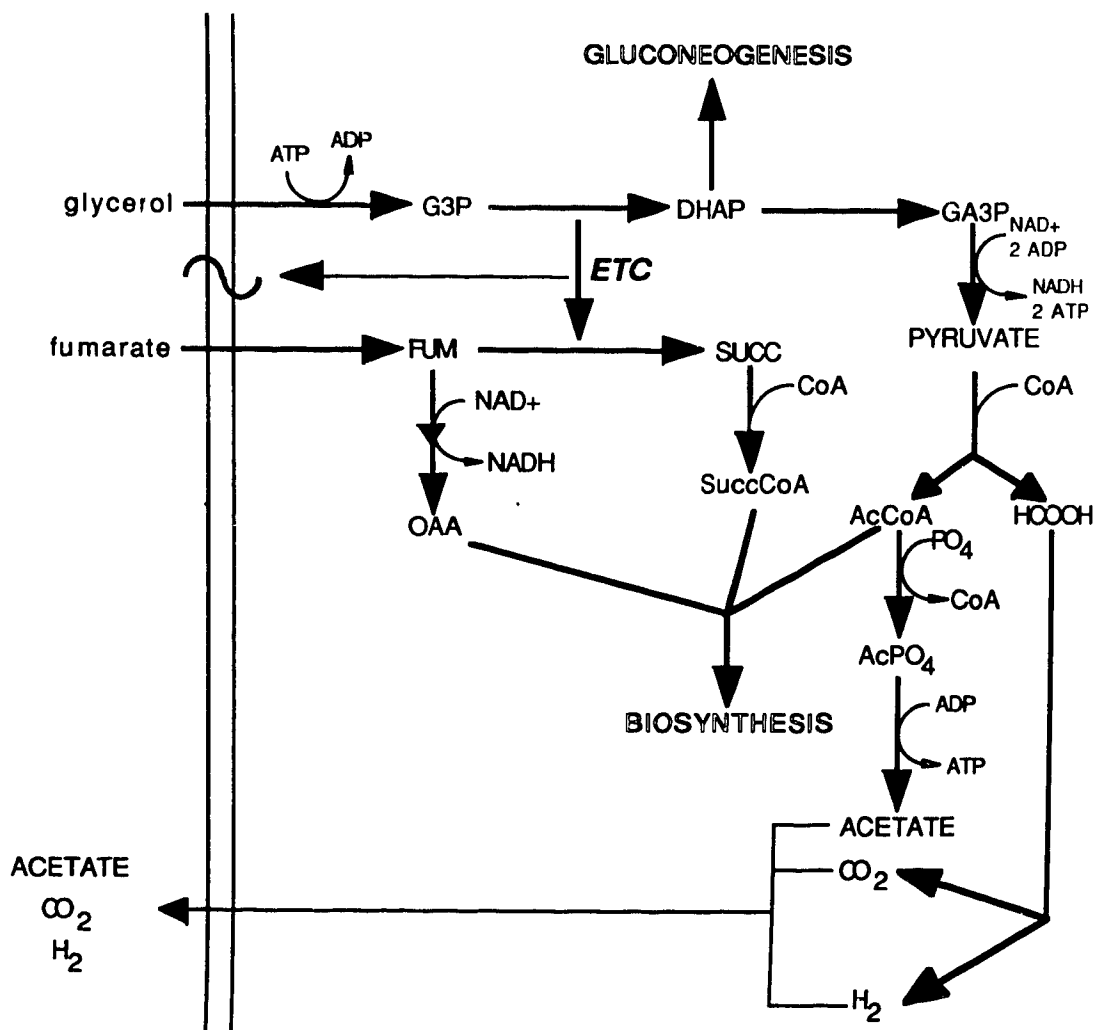 GLUCONEOGENESIS
ATP
ADP
glycerol
G3P
DHAP
GA3P
NAD+
2 ADP
NADH
2 ATP
ETC
fumarate
FUM
SUCC
PYRUVATE
NAD+
NADH
CoA
CoA
SuccCoA
OAA
AcCoA
HCOOH
PO4
CoA
AcPO4
BIOSYNTHESIS
ADP
ATP
ACETATE
CO2
H2
ACETATE
CO2
H2